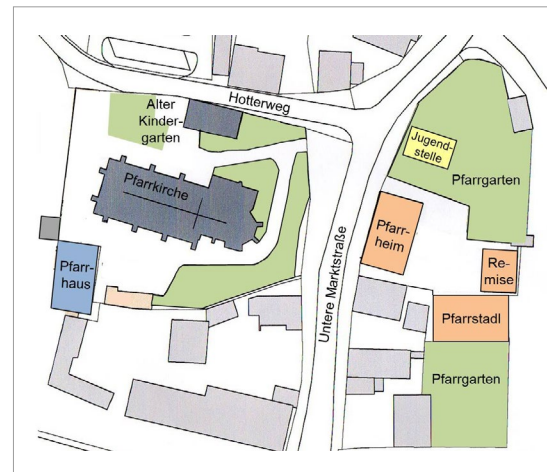 Hotterweg
Alter
Kinder-
garten
Pfarrkirche
Pfarr-
haus
Untere Marktstraße
Jugend-
stelle
Pfarrgarten
Pfarr-
heim
Re-
mise
Pfarrstadl
Pfarrgarten